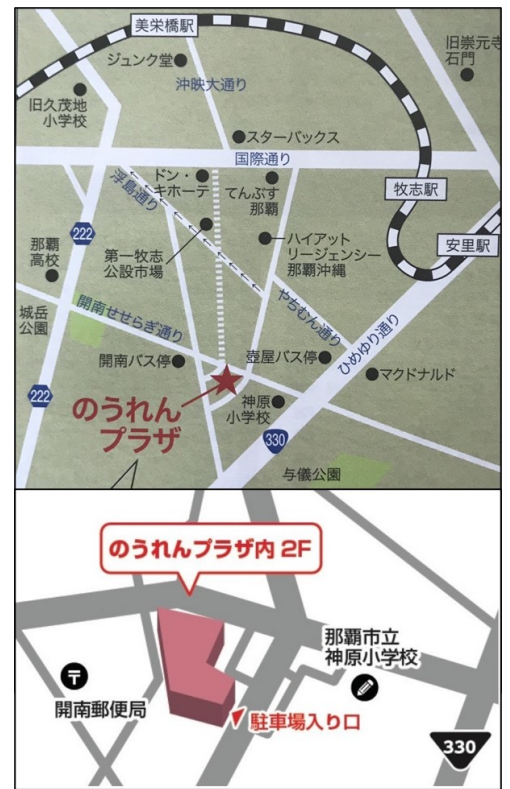 美栄橋駅
ジュンク堂
旧崇元寺
石門
沖映大通り
旧久茂地
小学校
スターバックス
国際通り
ドン・
キホーテ
てんぶす
那覇
浮島通り
牧志駅
222
那覇
高校
第一牧志
公設市場
ハイアット
リージェンシー
那覇沖縄
安里駅
城岳
公園
開南せせらぎ通り
やちむん通り
ひめゆり通り
開南バス停
壺屋バス停
マクドナルド
222
のうれん
プラザ
神原
小学校
330
与儀公園
のうれんプラザ内 2F
那覇市立
神原小学校
〒
開南郵便局
駐車場入り口
330